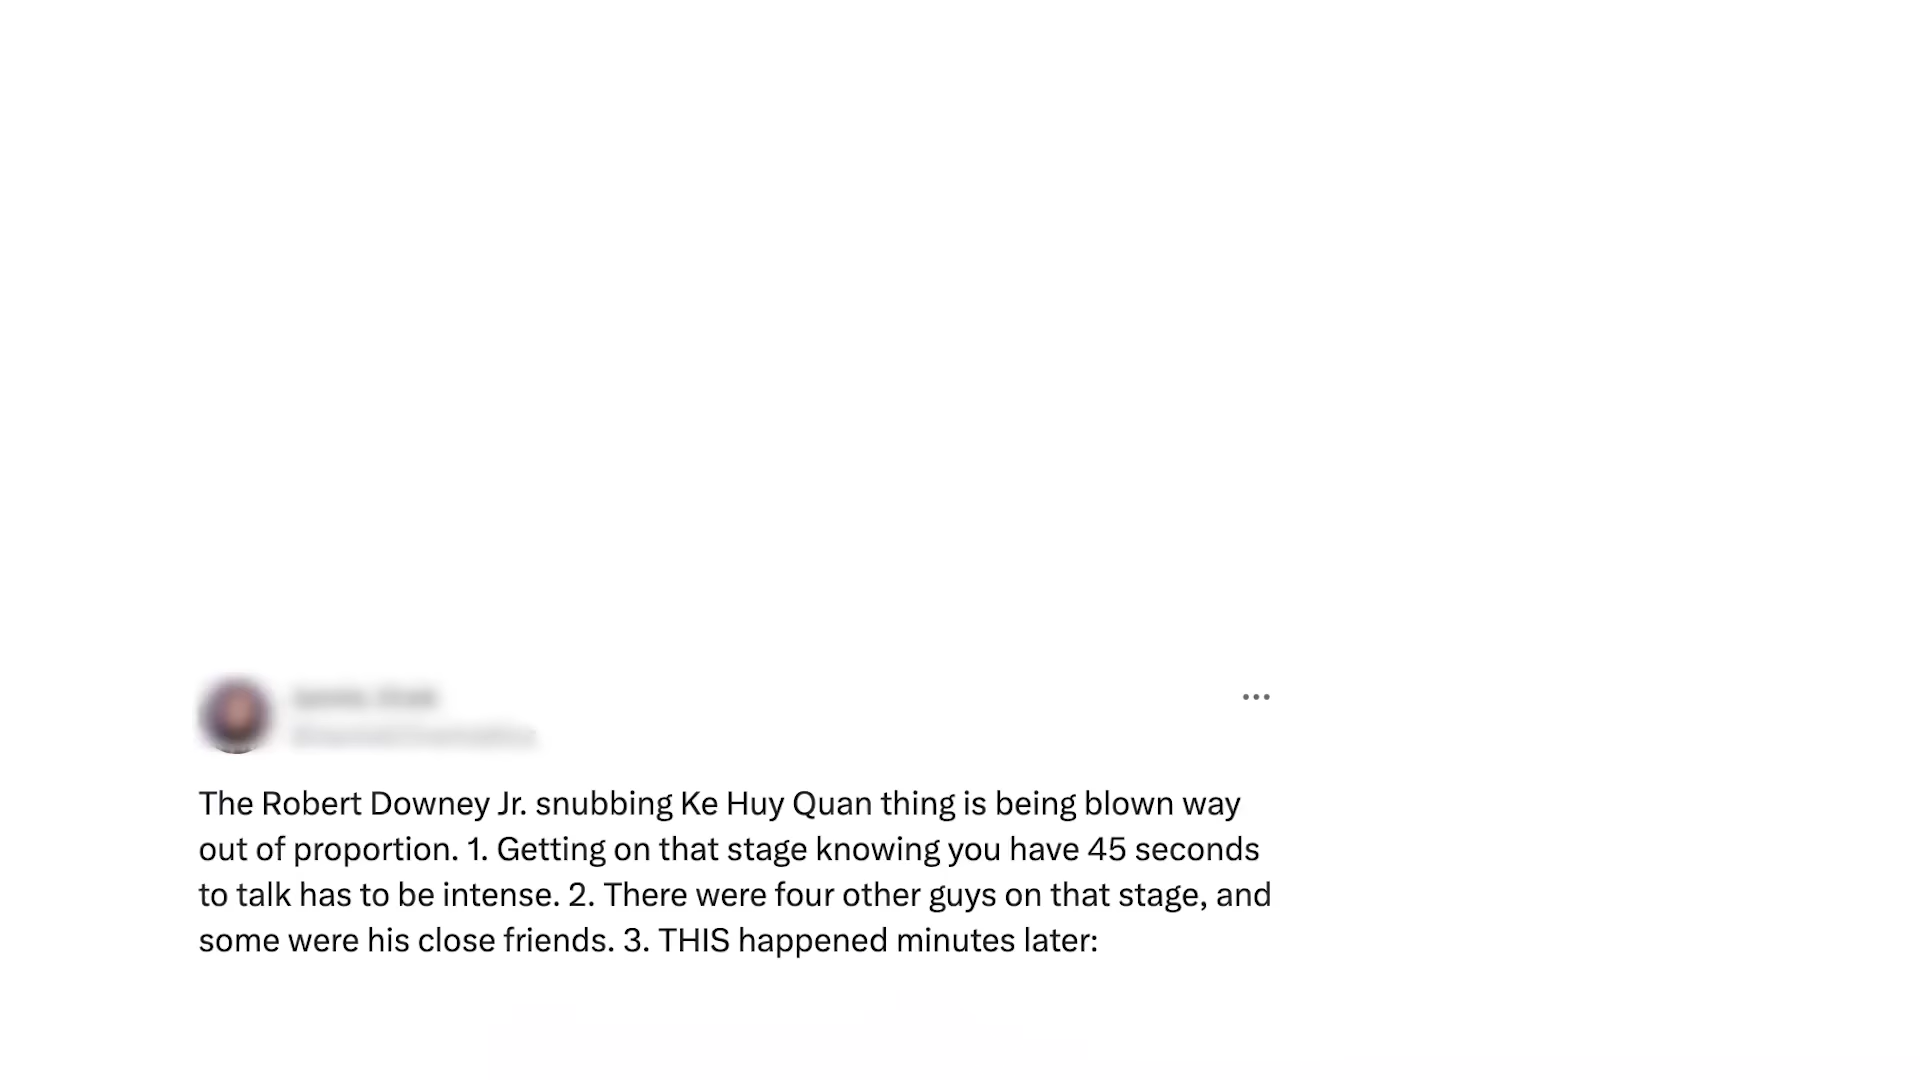 The Robert Downey Jr. snubbing Ke Huy Quan thing is being blown way
out of proportion. 1. Getting on that stage knowing you have 45 seconds
to talk has to be intense. 2. There were four other guys on that stage, and
some were his close friends. 3. THIS happened minutes later: